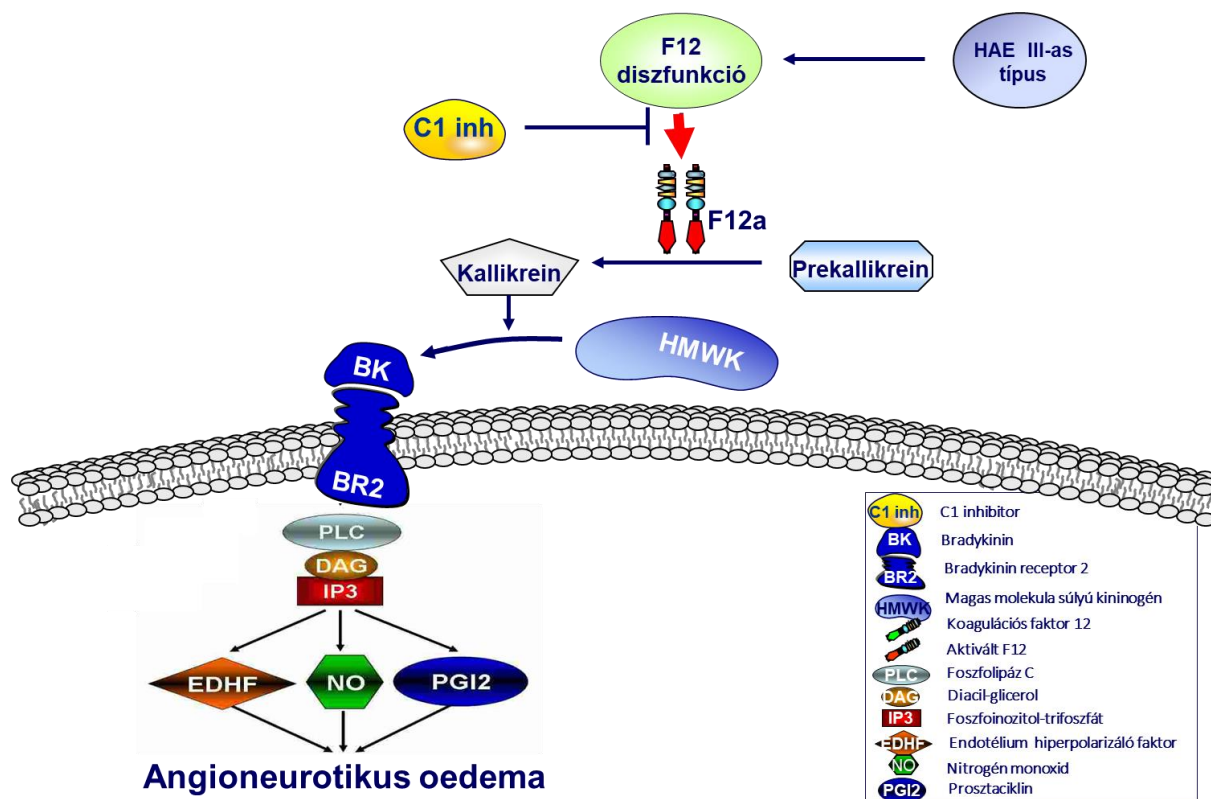 F12
diszfunkció
HAE III-as
típus
C1 inh
F12a
Kallikrein
Prekallikrein
HMWK
BK
BR2
PLC
DAG
IP3
EDHF
NO
PGI2
Angioneurotikus oedema
C1 inh C1 inhibitor
BK Bradykinin
BR2 Bradykinin receptor 2
HMWK Magas molekula súlyú kininogén
Koagulációs faktor 12
Aktivált F12
PLC Foszfolipáz C
DAG Diacil-glicerol
IP3 Foszfoinozitol-trifoszfát
EDHF Endotélium hiperpolarizáló faktor
NO Nitrogén monoxid
PGI2 Prosztaciklin